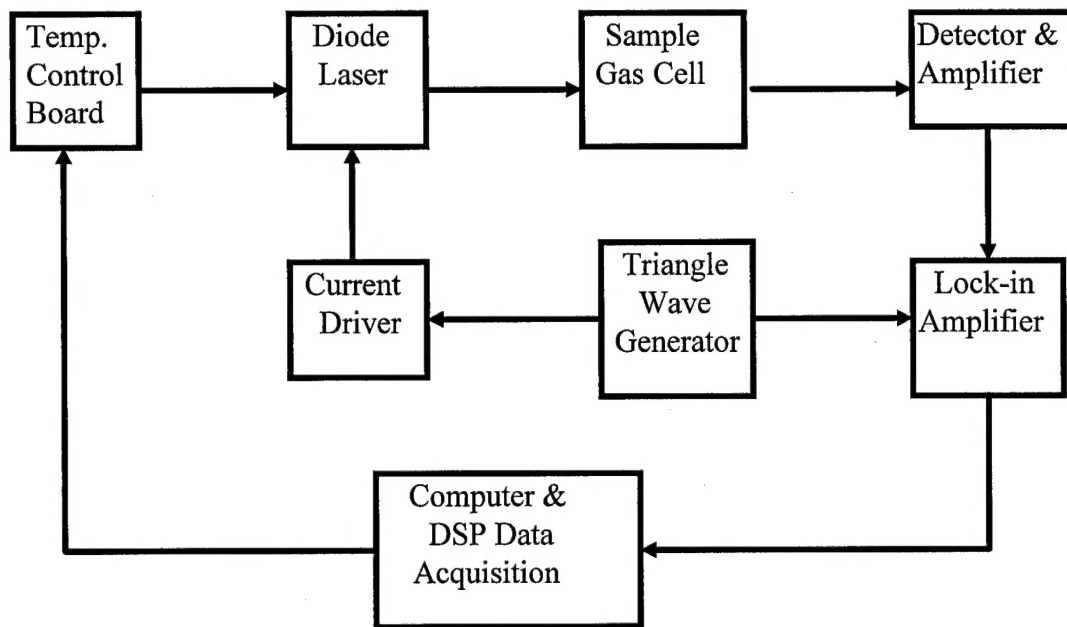 Temp.
Control
Board
Diode
Laser
Sample
Gas Cell
Detector &
Amplifier
Current
Driver
Triangle
Wave
Generator
Lock-in
Amplifier
Computer &
DSP Data
Acquisition